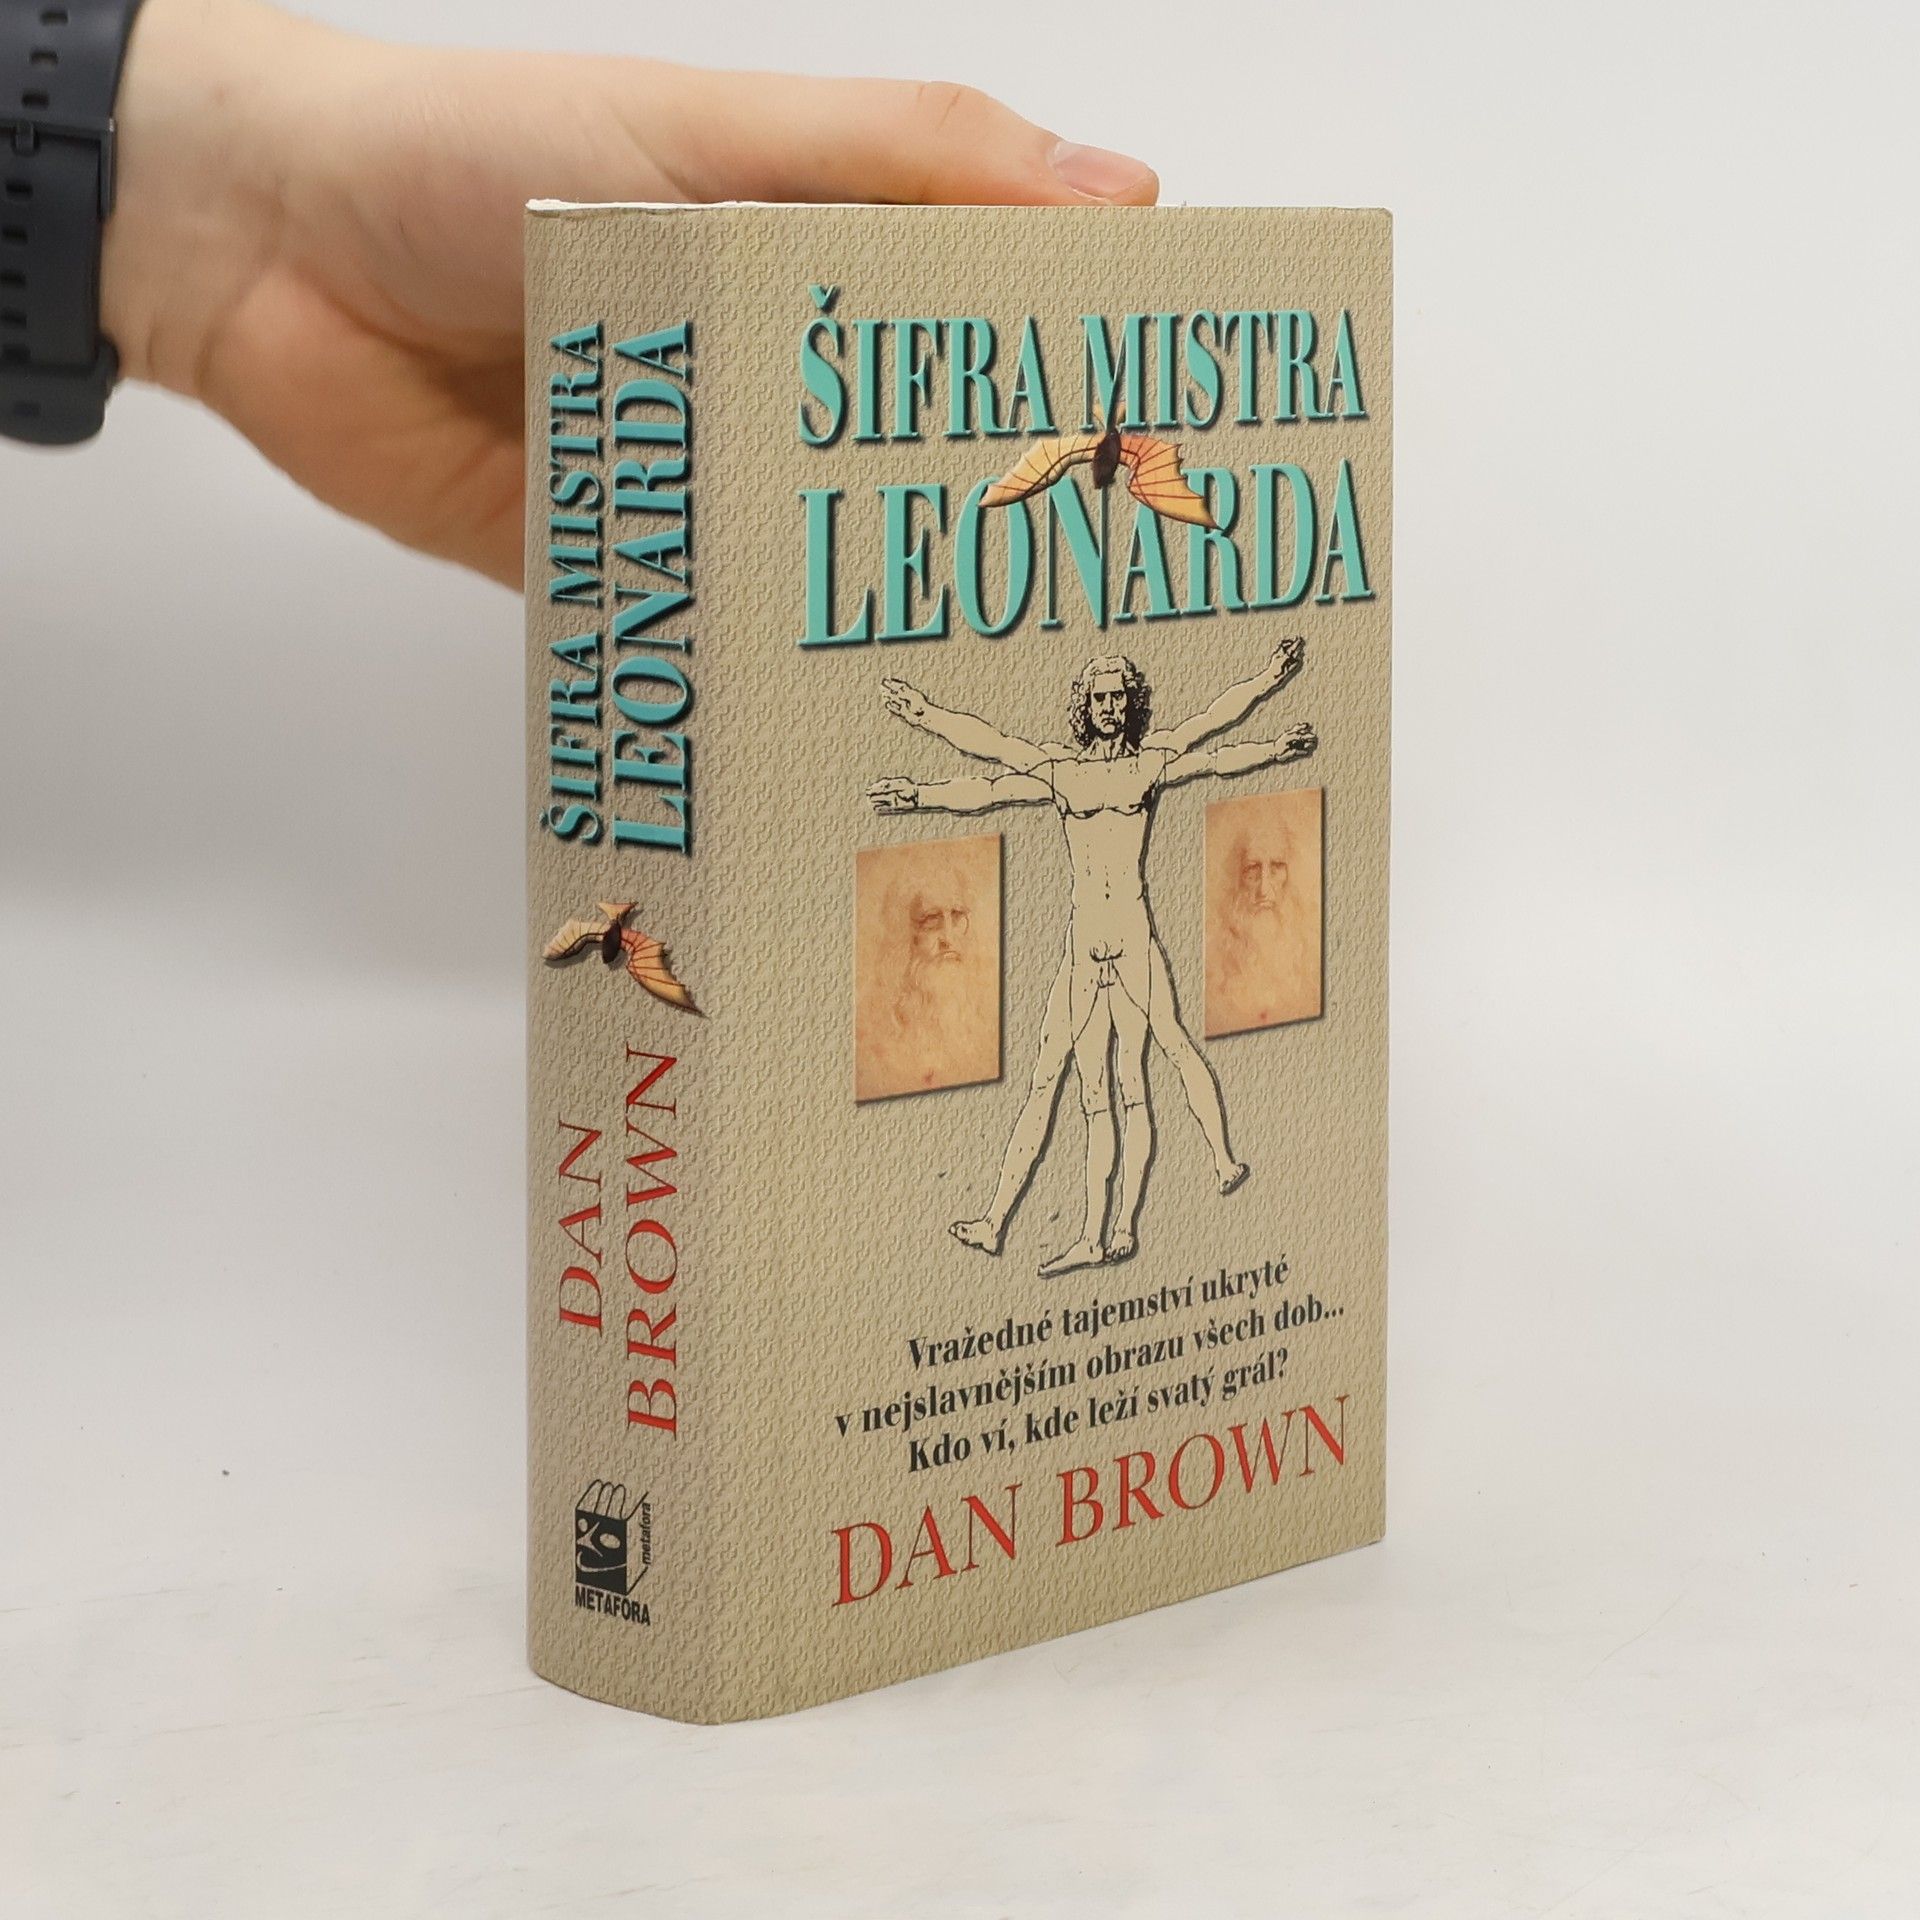 ŠIFRA MISTRA
LEONARDA
DAN
BROWN
metafora
METAFORA
ŠIFRA MISTRA
LEONARDA
Vražedné tajemství ukryté
v nejslavnějším obrazu všech dob...
Kdo ví, kde leží svatý grál?
DAN BROWN